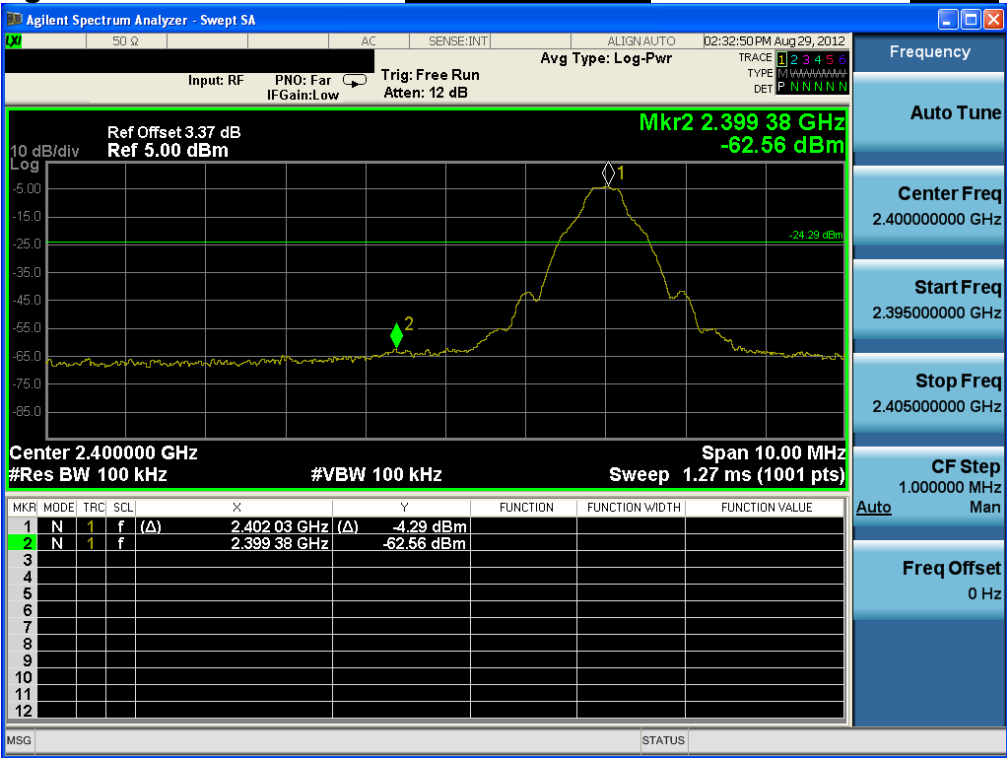 Agilent Spectrum Analyzer - Swept SA
LXI 50 Ω AC SENSE:INT ALIGN AUTO 02:32:50 PM Aug 29, 2012
Input: RF PNO: Far IFGain:Low Trig: Free Run Atten: 12 dB Avg Type: Log-Pwr
TRACE 1 2 3 4 5 6
TYPE M
DET P N N N N N
Frequency
Mkr2 2.399 38 GHz
-62.56 dBm
Ref Offset 3.37 dB
10 dB/div Ref 5.00 dBm
Log
1
-5.00
-15.0
-24.29 dBm
-25.0
-35.0
-45.0
2
-55.0
-65.0
-75.0
-85.0
Center 2.400000 GHz Span 10.00 MHz
#Res BW 100 kHz #VBW 100 kHz Sweep 1.27 ms (1001 pts)
MKR MODE TRC SCL X Y FUNCTION FUNCTION WIDTH FUNCTION VALUE
1 N 1 f (Δ) 2.402 03 GHz (Δ) -4.29 dBm
2 N 1 f 2.399 38 GHz -62.56 dBm
3
4
5
6
7
8
9
10
11
12
MSG STATUS
Auto Tune
Center Freq
2.400000000 GHz
Start Freq
2.395000000 GHz
Stop Freq
2.405000000 GHz
CF Step
1.000000 MHz
Auto Man
Freq Offset
0 Hz